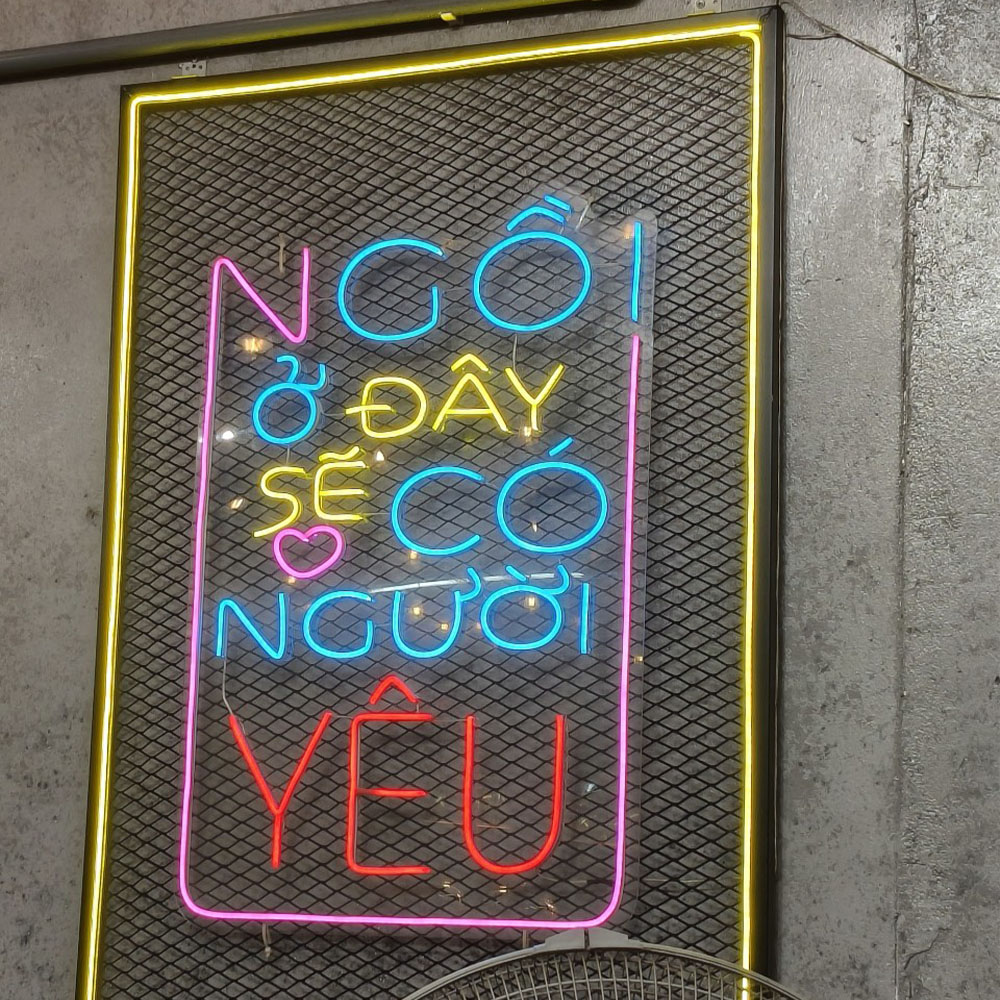 NGỒI
Ở ĐÂY
SẼ CÓ
NGƯỜI
YÊU